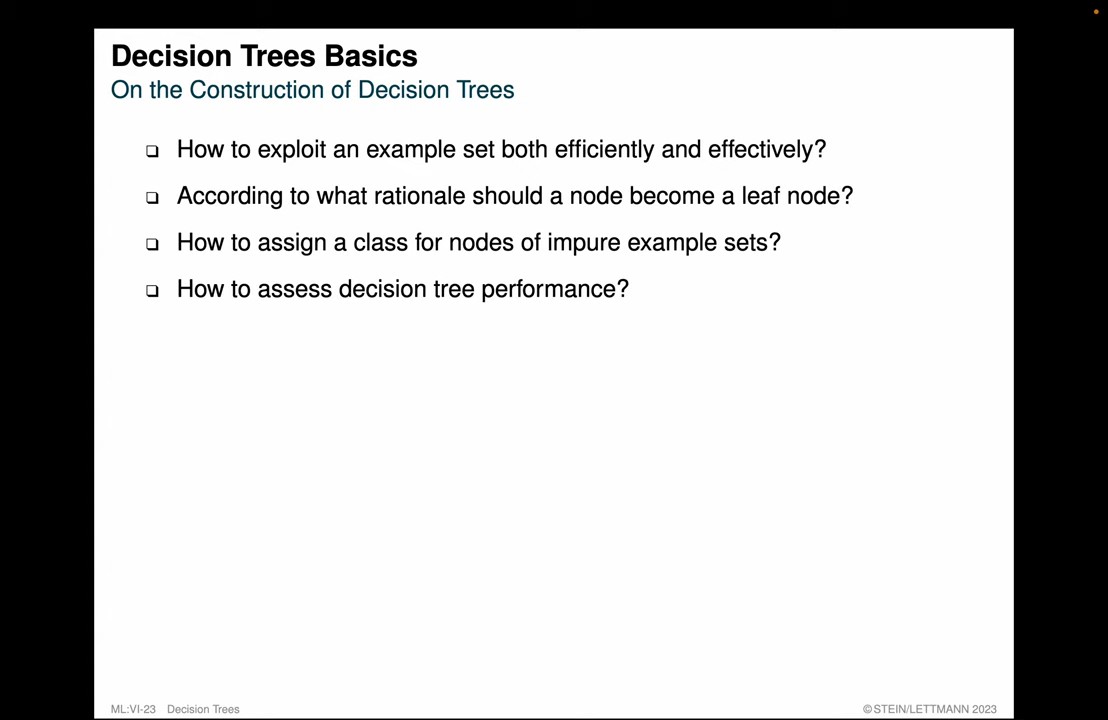 Decision Trees Basics
On the Construction of Decision Trees
❑ How to exploit an example set both efficiently and effectively?
❑ According to what rationale should a node become a leaf node?
❑ How to assign a class for nodes of impure example sets?
❑ How to assess decision tree performance?
ML:VI-23 Decision Trees
©STEIN/LETTMANN 2023